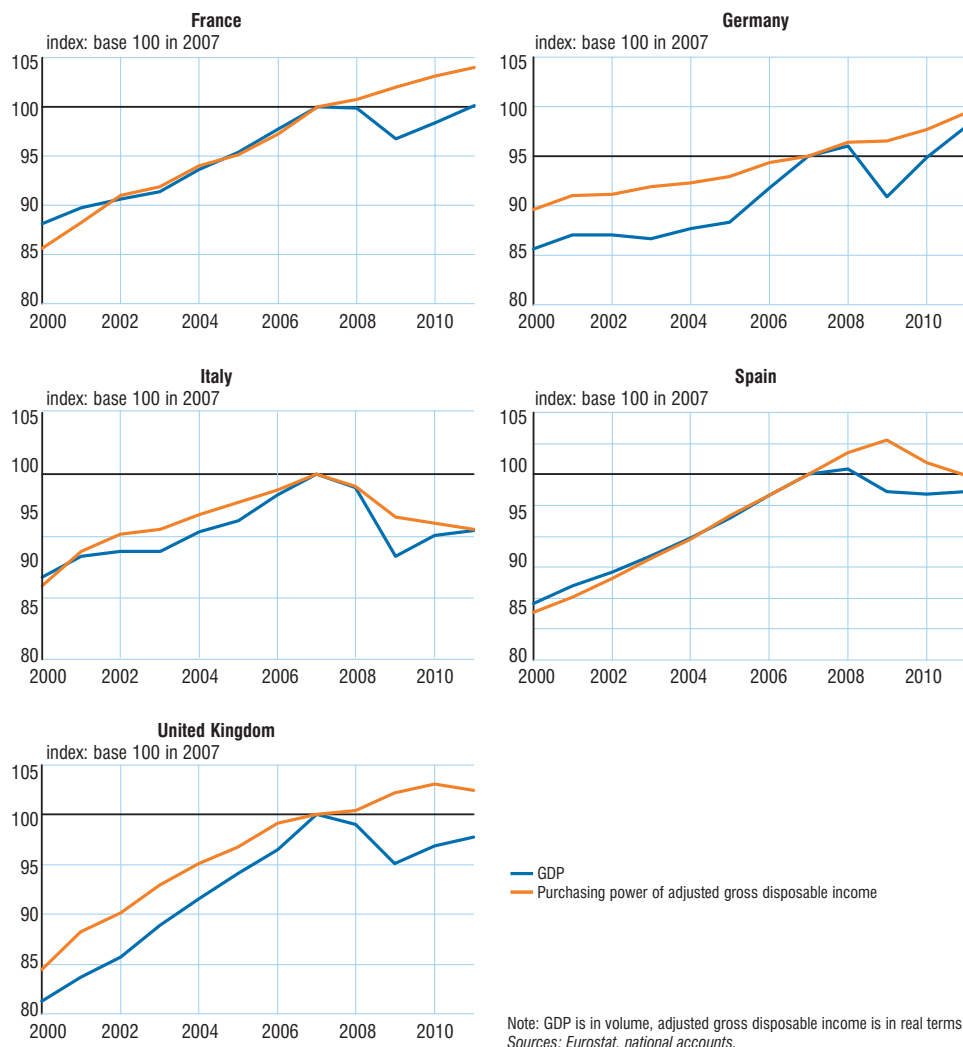 France
index: base 100 in 2007
105
100
95
90
85
80
2000 2002 2004 2006 2008 2010
Germany
index: base 100 in 2007
105
100
95
90
85
80
2000 2002 2004 2006 2008 2010
Italy
index: base 100 in 2007
105
100
95
90
85
80
2000 2002 2004 2006 2008 2010
Spain
index: base 100 in 2007
105
100
95
90
85
80
2000 2002 2004 2006 2008 2010
United Kingdom
index: base 100 in 2007
105
100
95
90
85
80
2000 2002 2004 2006 2008 2010
GDP
Purchasing power of adjusted gross disposable income
Note: GDP is in volume, adjusted gross disposable income is in real terms
Sources: Eurostat, national accounts.